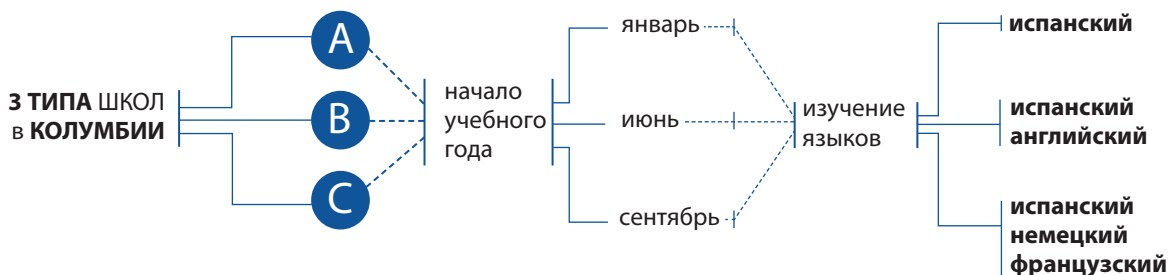 3 ТИПА ШКОЛ
в КОЛУМБИИ
A
B
C
начало
учебного
года
январь
июнь
сентябрь
изучение
языков
испанский
испанский
английский
испанский
немецкий
французский